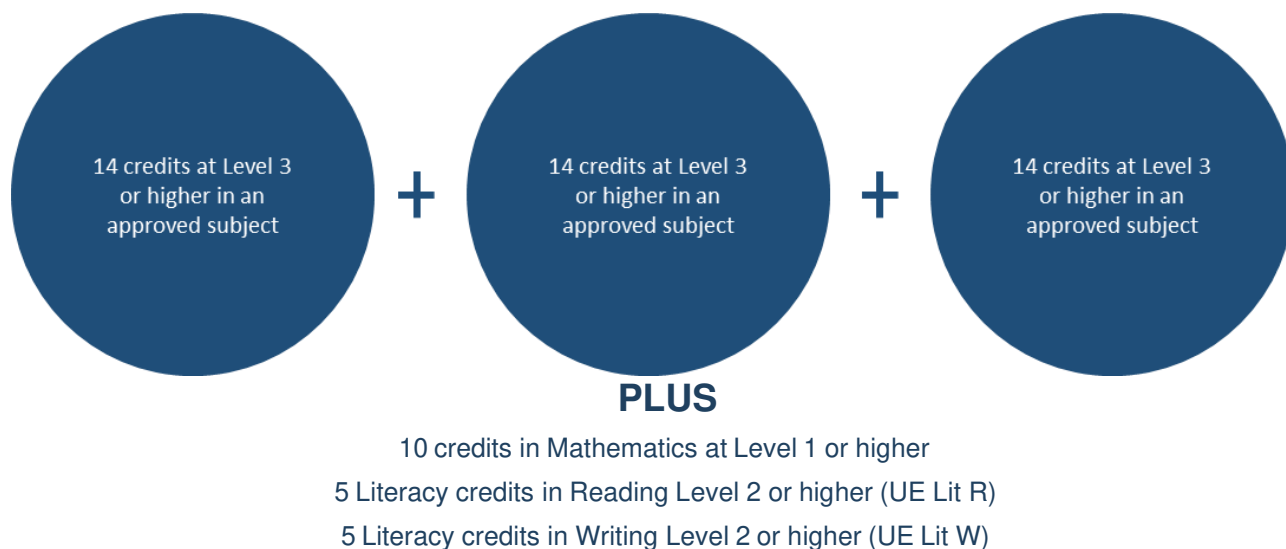 14 credits at Level 3
or higher in an
approved subject
+
14 credits at Level 3
or higher in an
approved subject
+
14 credits at Level 3
or higher in an
approved subject
PLUS
10 credits in Mathematics at Level 1 or higher
5 Literacy credits in Reading Level 2 or higher (UE Lit R)
5 Literacy credits in Writing Level 2 or higher (UE Lit W)